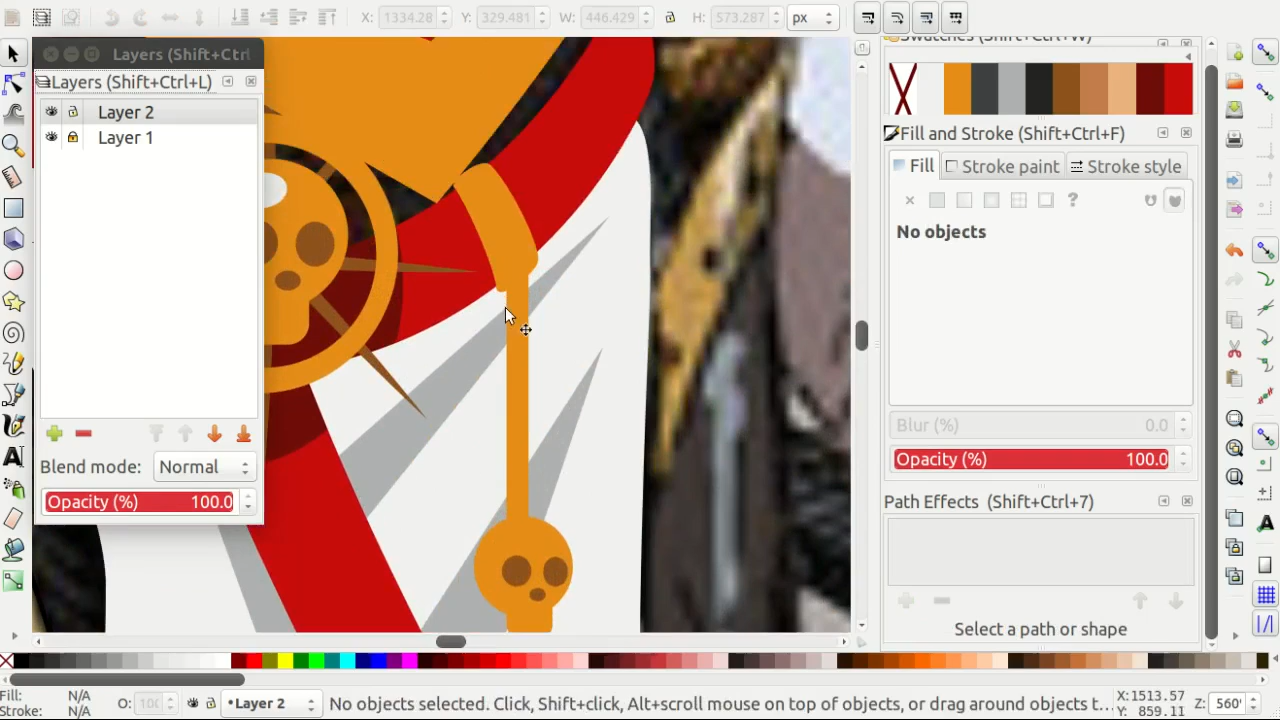 X: 1334.28 Y: 329.481 W: 446.429 H: 573.287 px
Layers (Shift+Ctrl
Layers (Shift+Ctrl+L)
Layer 2
Layer 1
Blend mode: Normal
Opacity (%) 100.0
Swatches (Shift+Ctrl+W)
Fill and Stroke (Shift+Ctrl+F)
Fill Stroke paint Stroke style
?
No objects
Blur (%) 0.0
Opacity (%) 100.0
Path Effects (Shift+Ctrl+7)
Select a path or shape
Fill: N/A
Stroke: N/A
O: 100
•Layer 2
No objects selected. Click, Shift+click, Alt+scroll mouse on top of objects, or drag around objects t...
X:1513.57
Y: 859.11
Z: 560